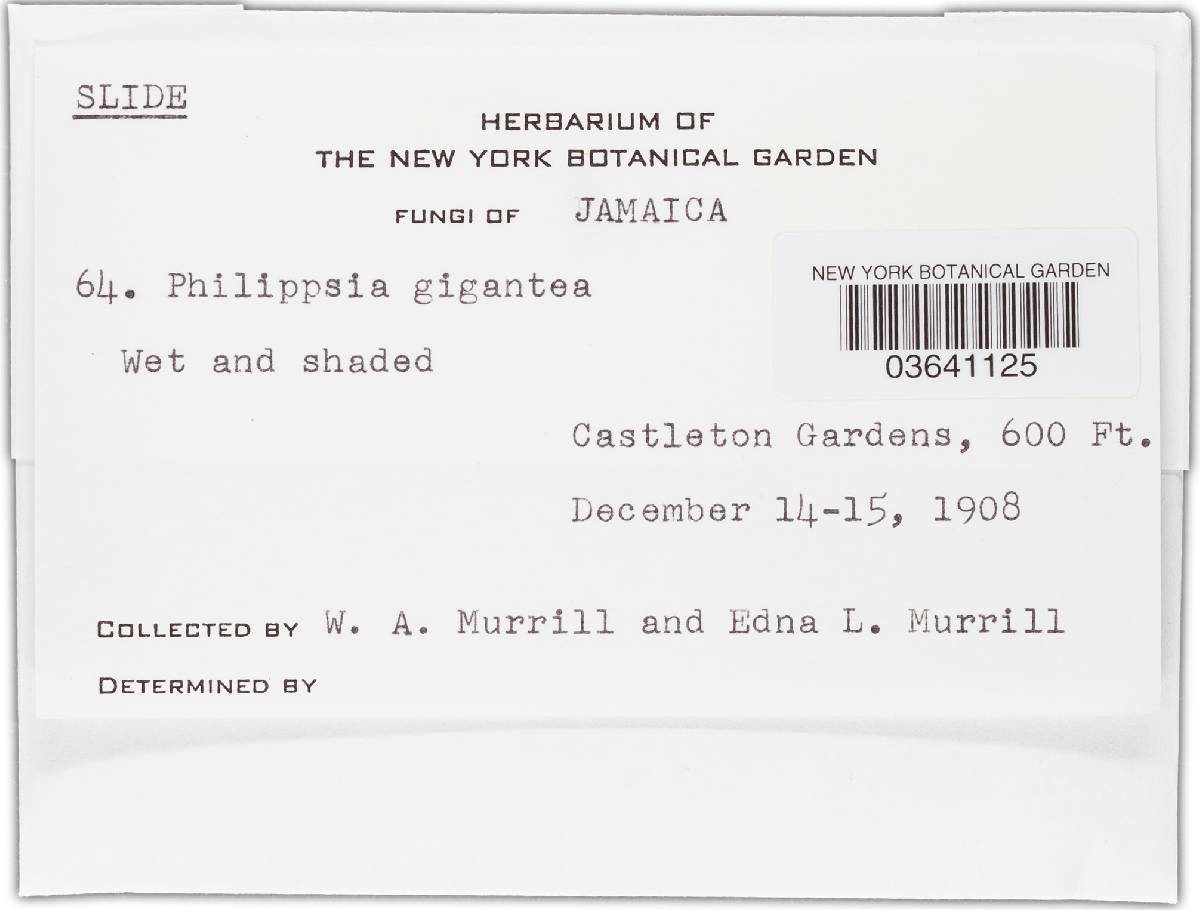 SLIDE
HERBARIUM OF
THE NEW YORK BOTANICAL GARDEN
FUNGI OF JAMAICA
64. Philippsia gigantea
NEW YORK BOTANICAL GARDEN
03641125
Wet and shaded
Castleton Gardens, 600 Ft.
December 14-15, 1908
COLLECTED BY W. A. Murrill and Edna L. Murrill
DETERMINED BY